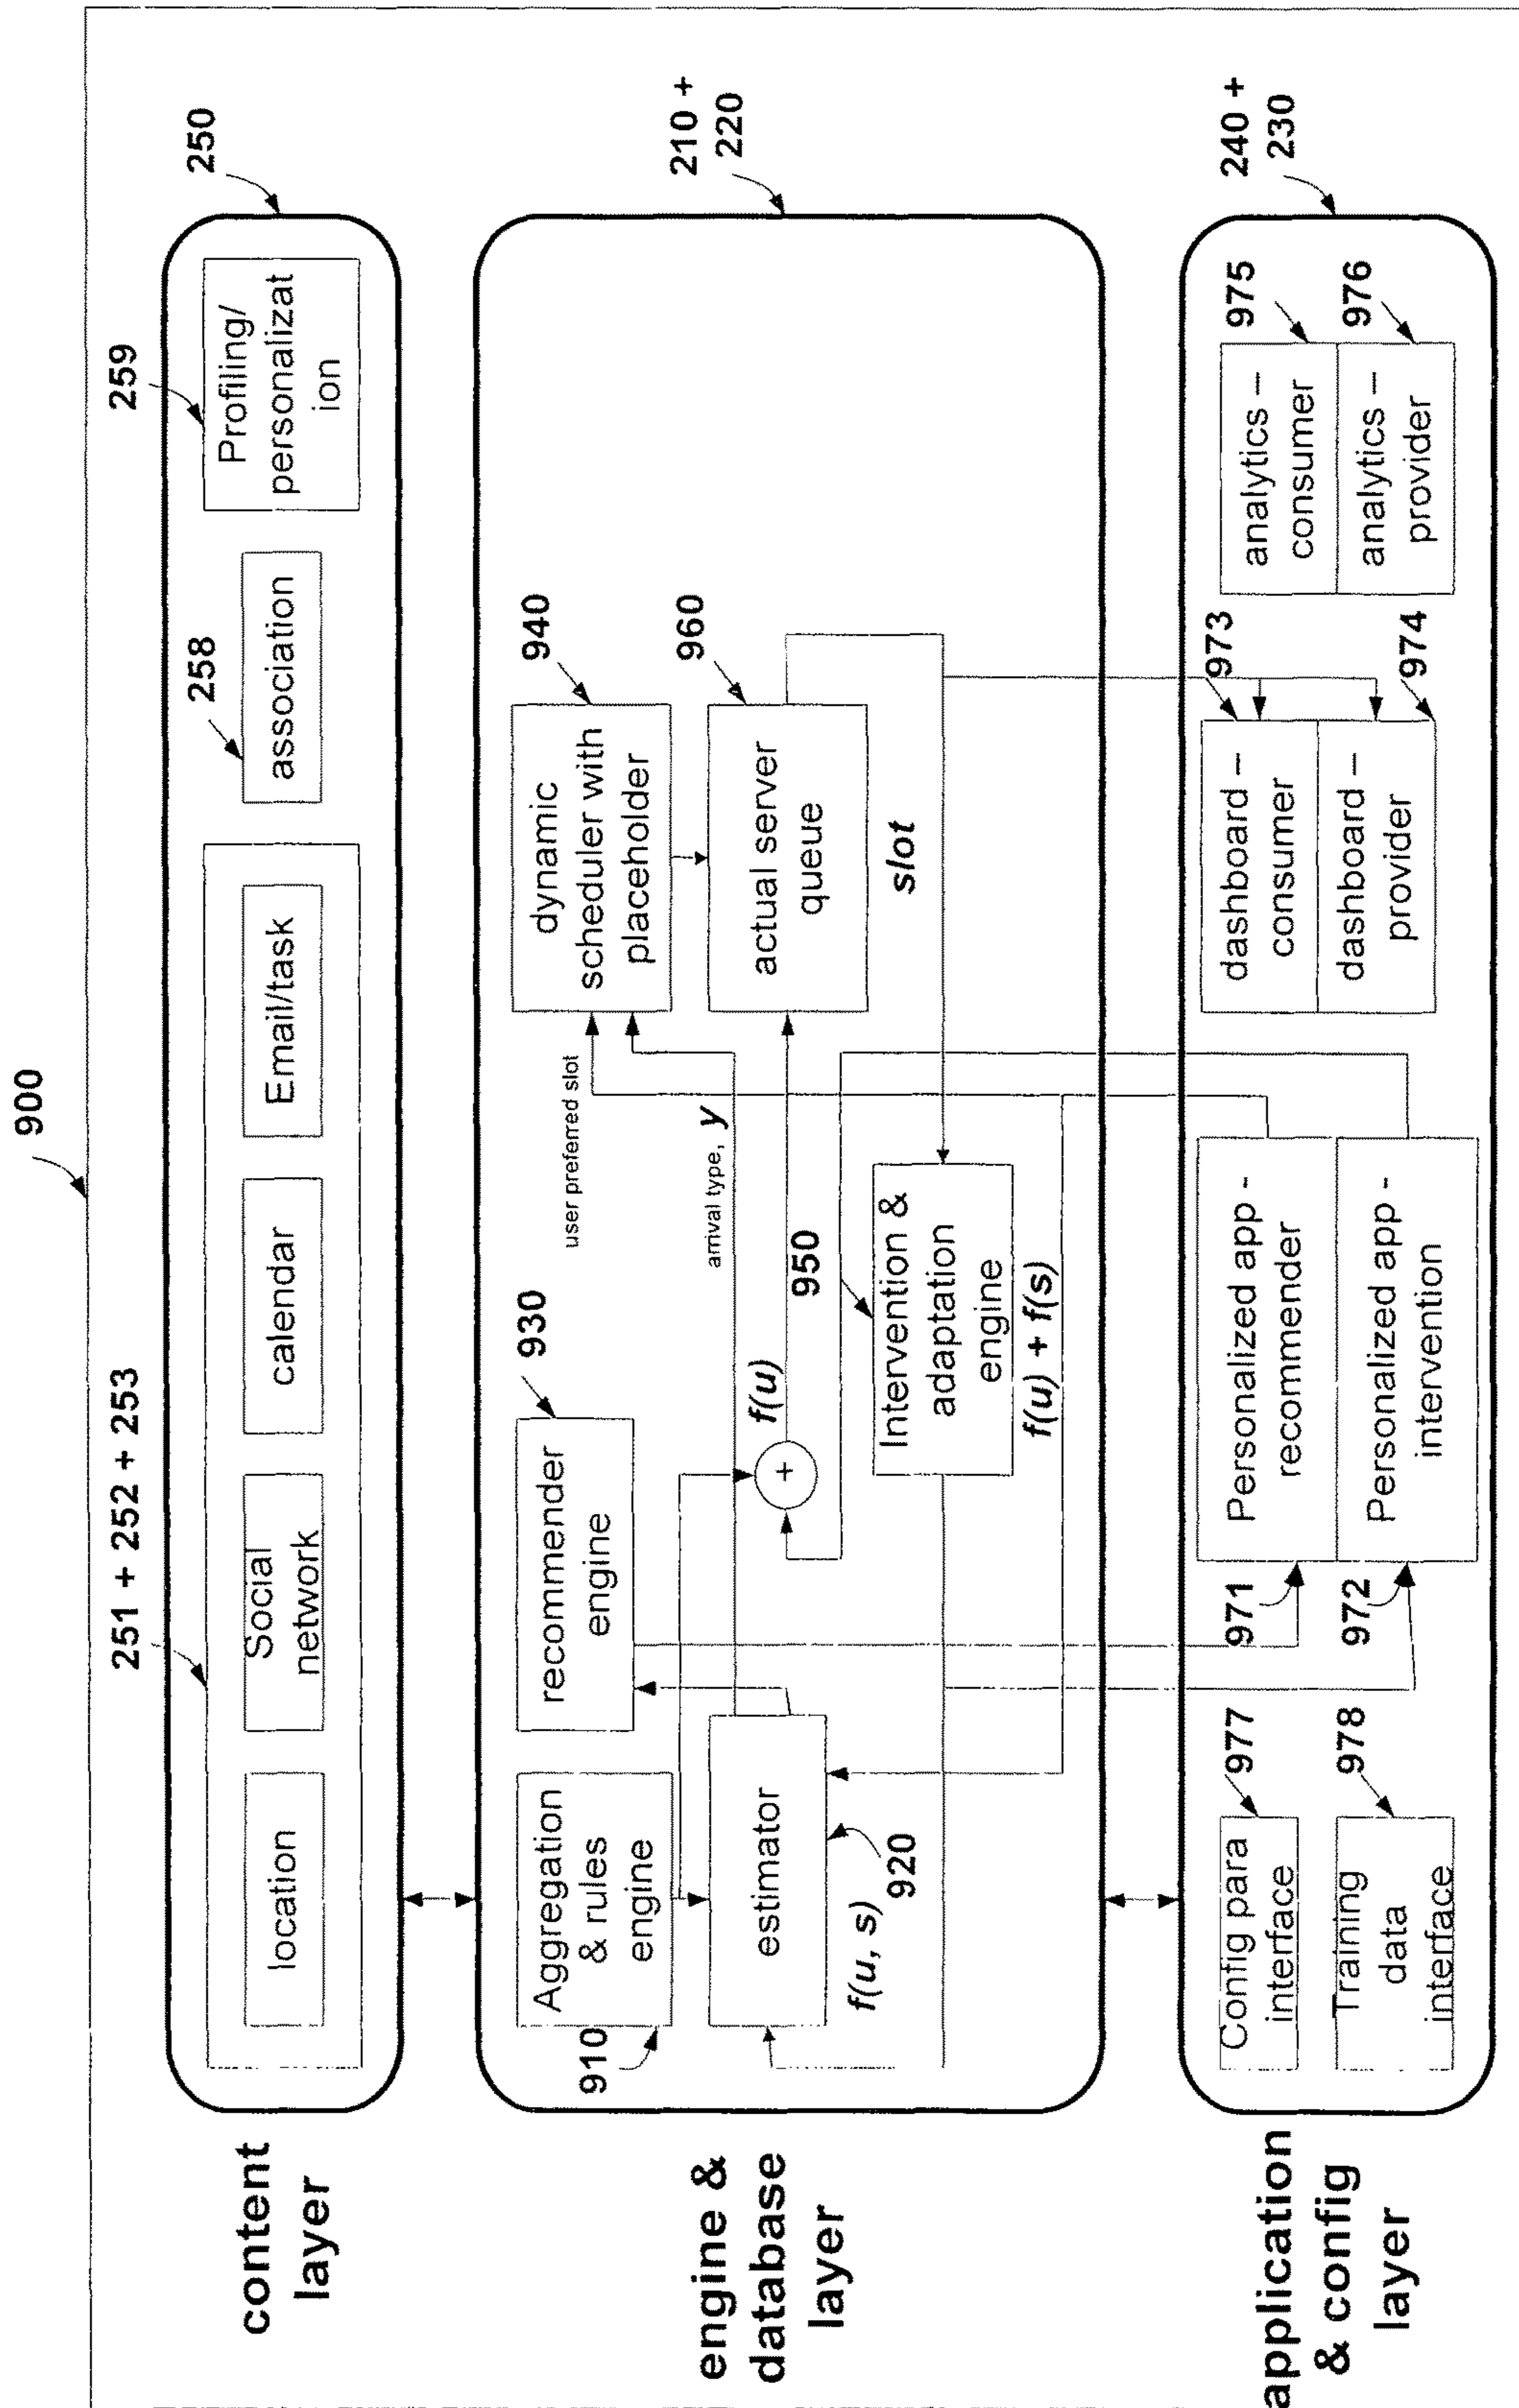 900
content
layer
251 + 252 + 253
location
Social
network
calendar
Email/task
258
association
259
Profiling/
personalizat
ion
250
engine &
database
layer
910
Aggregation
& rules
engine
930
recommender
engine
user preferred slot
arrival type, y
940
dynamic
scheduler with
placeholder
estimator
f(u, s)
920
f(u)
+
950
Intervention &
adaptation
engine
f(u) + f(s)
960
actual server
queue
slot
210 +
220
application
& config
layer
977
Config para
interface
978
Training
data
interface
971
Personalized app -
recommender
972
Personalized app -
intervention
973
dashboard –
consumer
974
dashboard –
provider
975
analytics –
consumer
976
analytics –
provider
240 +
230